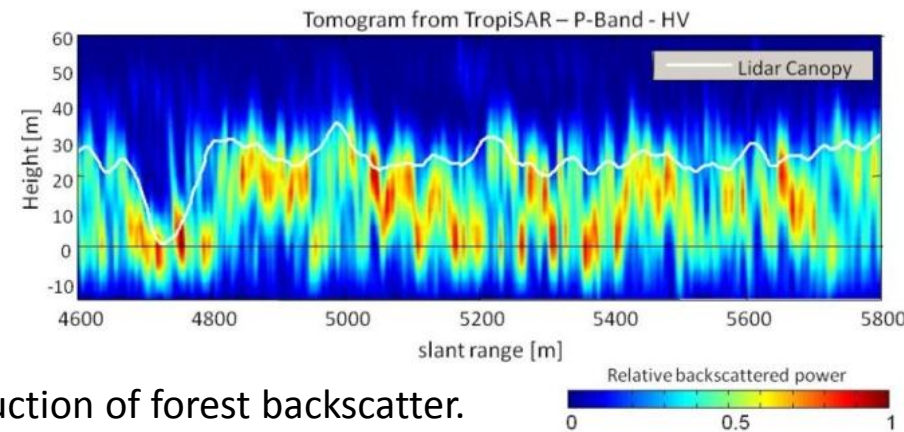 Tomogram from TropiSAR – P-Band - HV
Lidar Canopy
Height [m]
60
50
40
30
20
10
0
-10
4600 4800 5000 5200 5400 5600 5800
slant range [m]
Relative backscattered power
0 0.5 1
uction of forest backscatter.